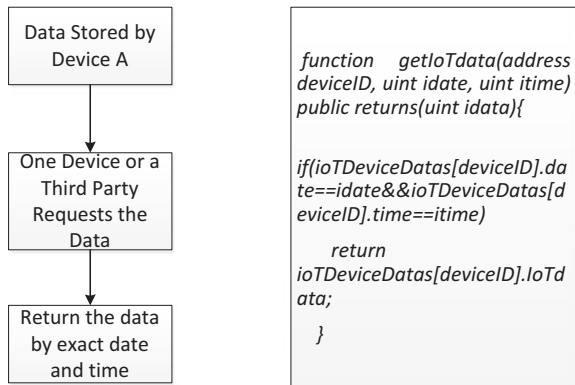 Data Stored by
Device A
One Device or a
Third Party
Requests the
Data
Return the data
by exact date
and time
function getIoTdata(address
deviceID, uint idate, uint itime)
public returns(uint idata){
if(ioTDeviceDatas[deviceID].da
te==idate&&ioTDeviceDatas[d
eviceID].time==itime)
return
ioTDeviceDatas[deviceID].IoTd
ata;
}